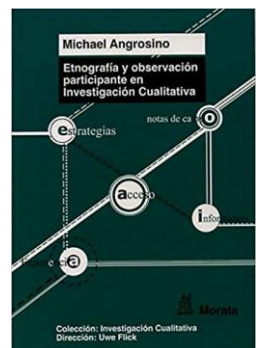 Michael Angrosino
Etnografía y observación
participante en
Investigación Cualitativa
notas de ca o
estrategias
acceso
i
a
Morata
Colección: Investigación Cualitativa
Dirección: Uwe Flick